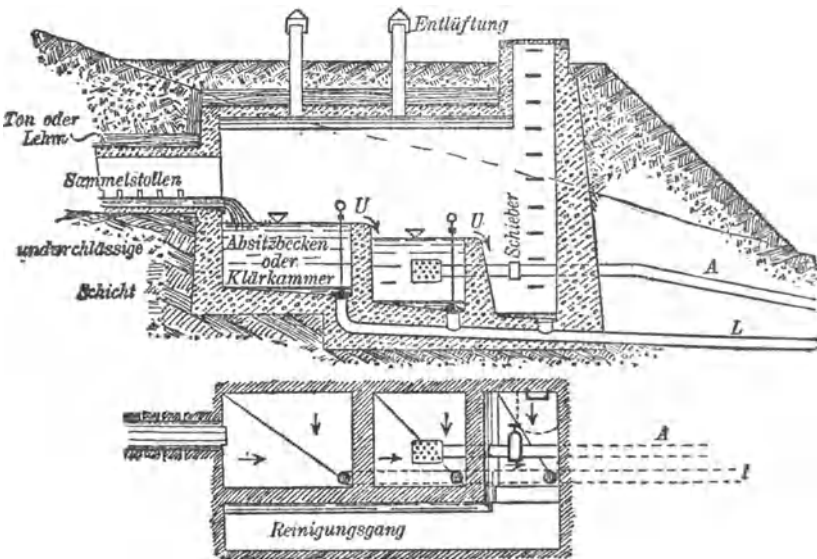 Entlüftung
Ton oder
Lehm
Sammelstollen
U
U
Schieber
undurchlässige
Schicht
Absitzbecken
oder
Klärkammer
A
L
A
Reinigungsgang